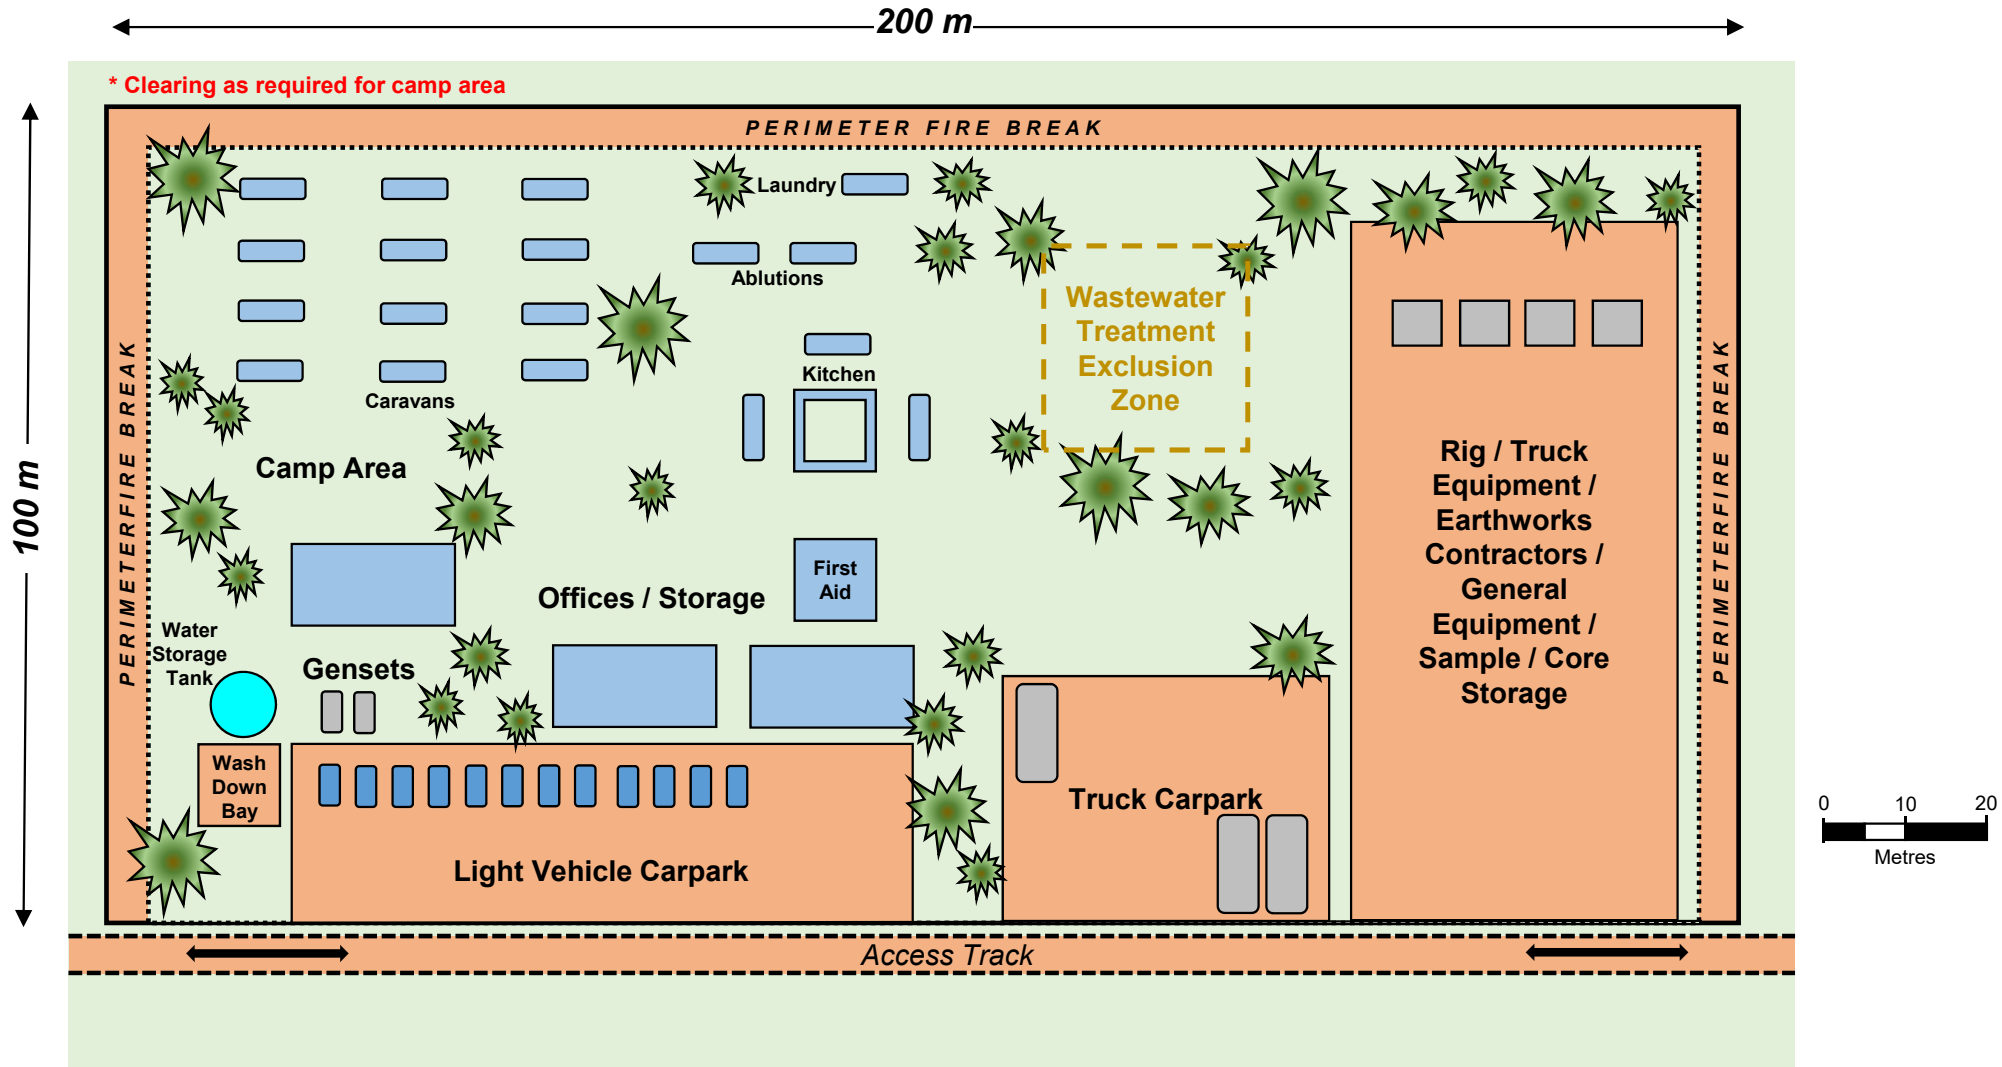 200 m
* Clearing as required for camp area
PERIMETER FIRE BREAK
Laundry
Ablutions
Kitchen
Caravans
Camp Area
Wastewater
Treatment
Exclusion
Zone
Rig / Truck
Equipment /
Earthworks
Contractors /
General
Equipment /
Sample / Core
Storage
PERIMETERFIRE BREAK
PERIMETERFIRE BREAK
100 m
First
Aid
Offices / Storage
Water
Storage
Tank
Gensets
Wash
Down
Bay
Truck Carpark
Light Vehicle Carpark
0 10 20
Metres
Access Track